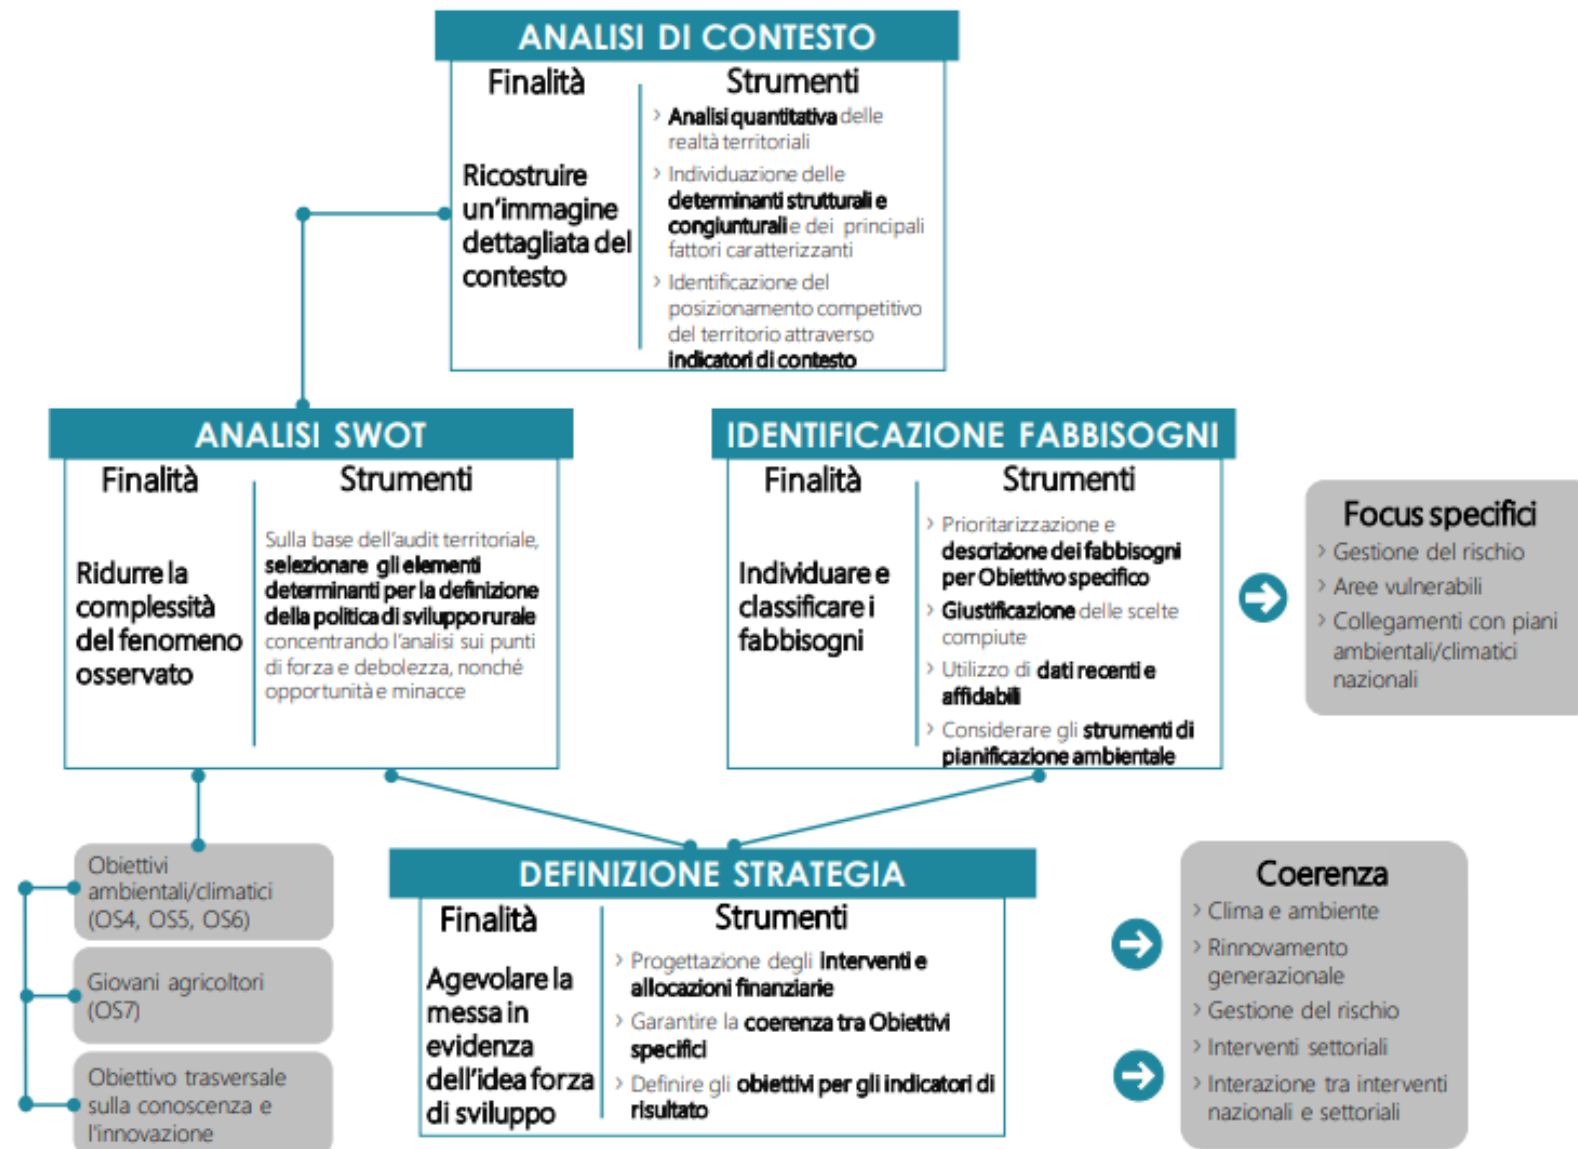 ANALISI DI CONTESTO
Finalità
Strumenti
Ricostruire
un'immagine
dettagliata del
contesto
› Analisi quantitativa delle
realtà territoriali
› Individuazione delle
determinanti strutturali e
congiunturali e dei principali
fattori caratterizzanti
› Identificazione del
posizionamento competitivo
del territorio attraverso
indicatori di contesto
ANALISI SWOT
Finalità
Strumenti
Ridurre la
complessità
del fenomeno
osservato
Sulla base dell'audit territoriale,
selezionare gli elementi
determinanti per la definizione
della politica di sviluppo rurale
concentrando l'analisi sui punti
di forza e debolezza, nonché
opportunità e minacce
IDENTIFICAZIONE FABBISOGNI
Finalità
Strumenti
Individuare e
classificare i
fabbisogni
› Prioritarizzazione e
descrizione dei fabbisogni
per Obiettivo specifico
› Giustificazione delle scelte
compiute
› Utilizzo di dati recenti e
affidabili
› Considerare gli strumenti di
pianificazione ambientale
Focus specifici
› Gestione del rischio
› Aree vulnerabili
› Collegamenti con piani
ambientali/climatici
nazionali
Obiettivi
ambientali/climatici
(OS4, OS5, OS6)
Giovani agricoltori
(OS7)
Obiettivo trasversale
sulla conoscenza e
l'innovazione
DEFINIZIONE STRATEGIA
Finalità
Strumenti
Agevolare la
messa in
evidenza
dell'idea forza
di sviluppo
› Progettazione degli interventi e
allocazioni finanziarie
› Garantire la coerenza tra Obiettivi
specifici
› Definire gli obiettivi per gli indicatori di
risultato
Coerenza
› Clima e ambiente
› Rinnovamento
generazionale
› Gestione del rischio
› Interventi settoriali
› Interazione tra interventi
nazionali e settoriali